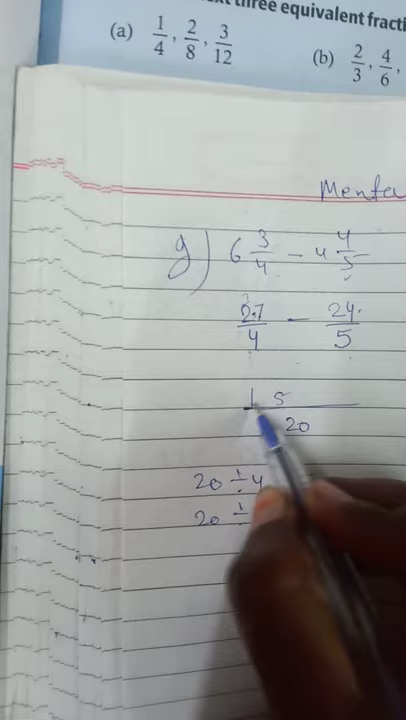 three equivalent fracti
(a) 1/4, 2/8, 3/12
(b) 2/3, 4/6,
Menta
g) 6 3/4 - 4 4/5
27/4 - 24/5
1 5
20
20 ÷ 4
20 ÷